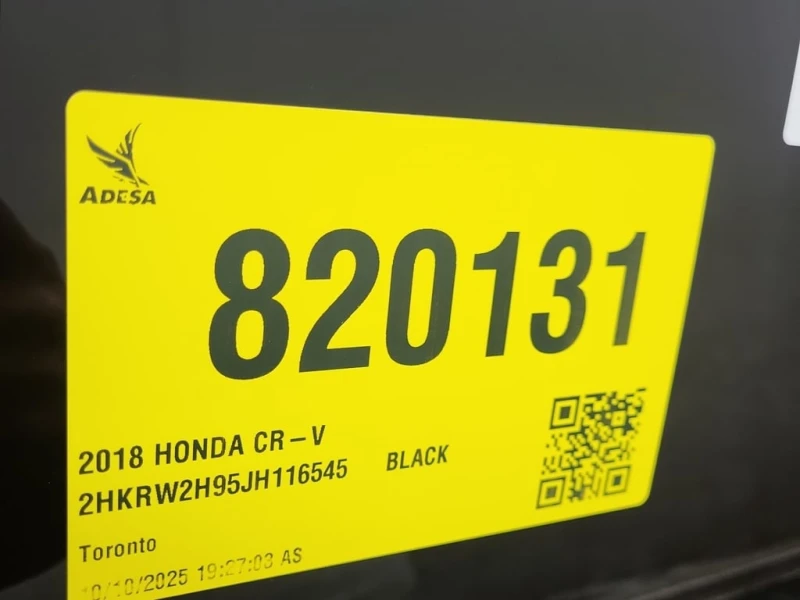 ADESA
820131
2018 HONDA CR-V
2HKRW2H95JH116545 BLACK
Toronto
10/10/2025 19:27:03 AS